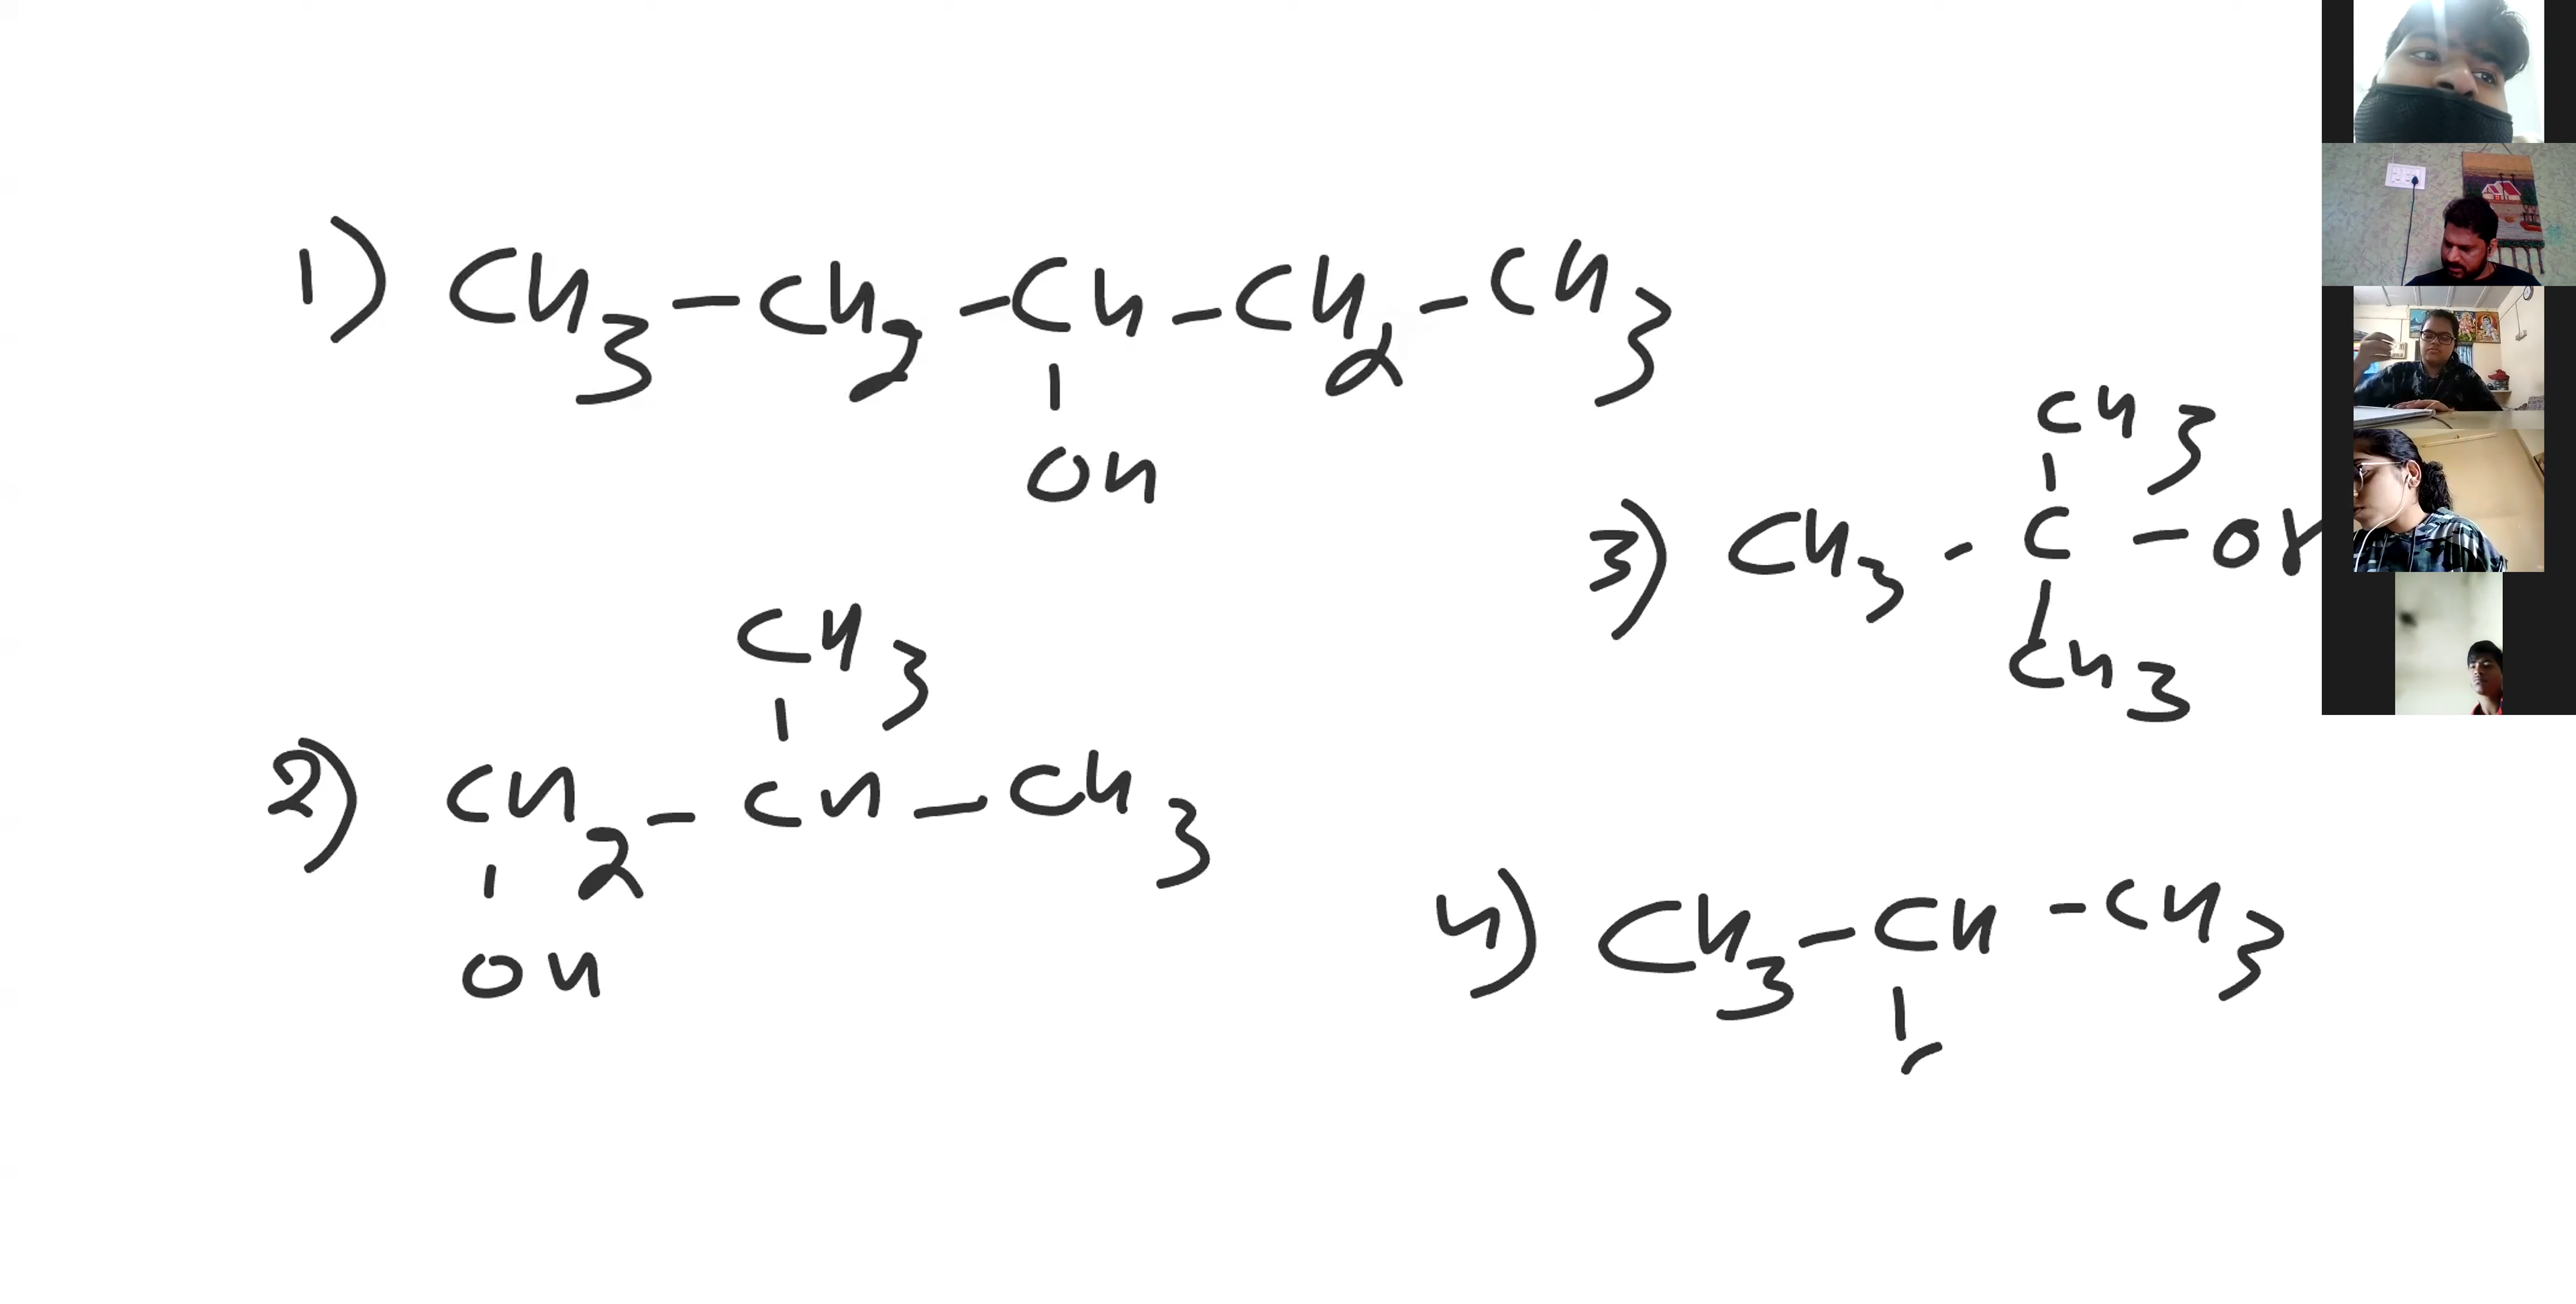 1) CH3 - CH2 - CH - CH2 - CH3
OH
CH3
3) CH3 - C - OH
CH3
CH3
2) CH2 - CH - CH3
OH
4) CH3 - CH - CH3